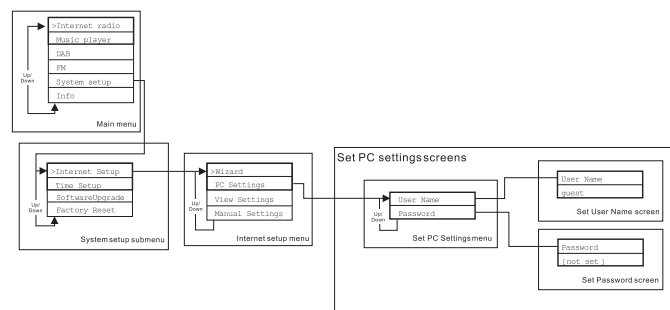 >Internet radio
Music player
DAB
FM
System setup
Info
Up/
Down
Main menu
>Internet Setup
Time Setup
SoftwareUpgrade
Factory Reset
Up/
Down
System setup submenu
>Wizard
PC Settings
View Settings
Manual Settings
Up/
Down
Internet setup menu
Set PC settings screens
User Name
Password
Up/
Down
Set PC Settings menu
User Name
guest
Set User Name screen
Password
[not set ]
Set Password screen